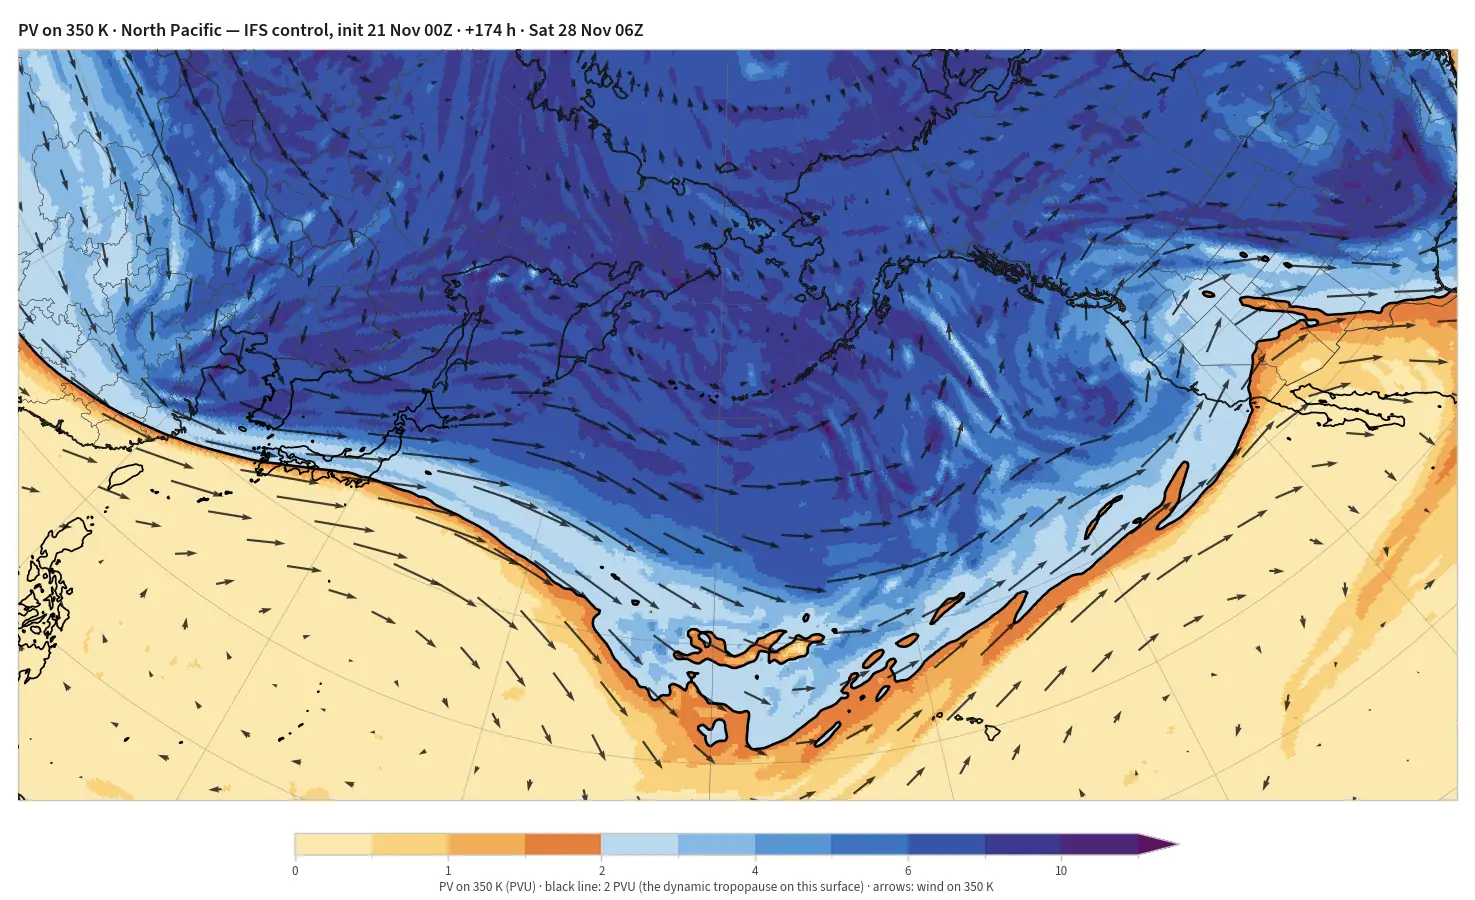 PV on 350 K · North Pacific — IFS control, init 21 Nov 00Z · +174 h · Sat 28 Nov 06Z
0 1 2 4 6 10
PV on 350 K (PVU) · black line: 2 PVU (the dynamic tropopause on this surface) · arrows: wind on 350 K